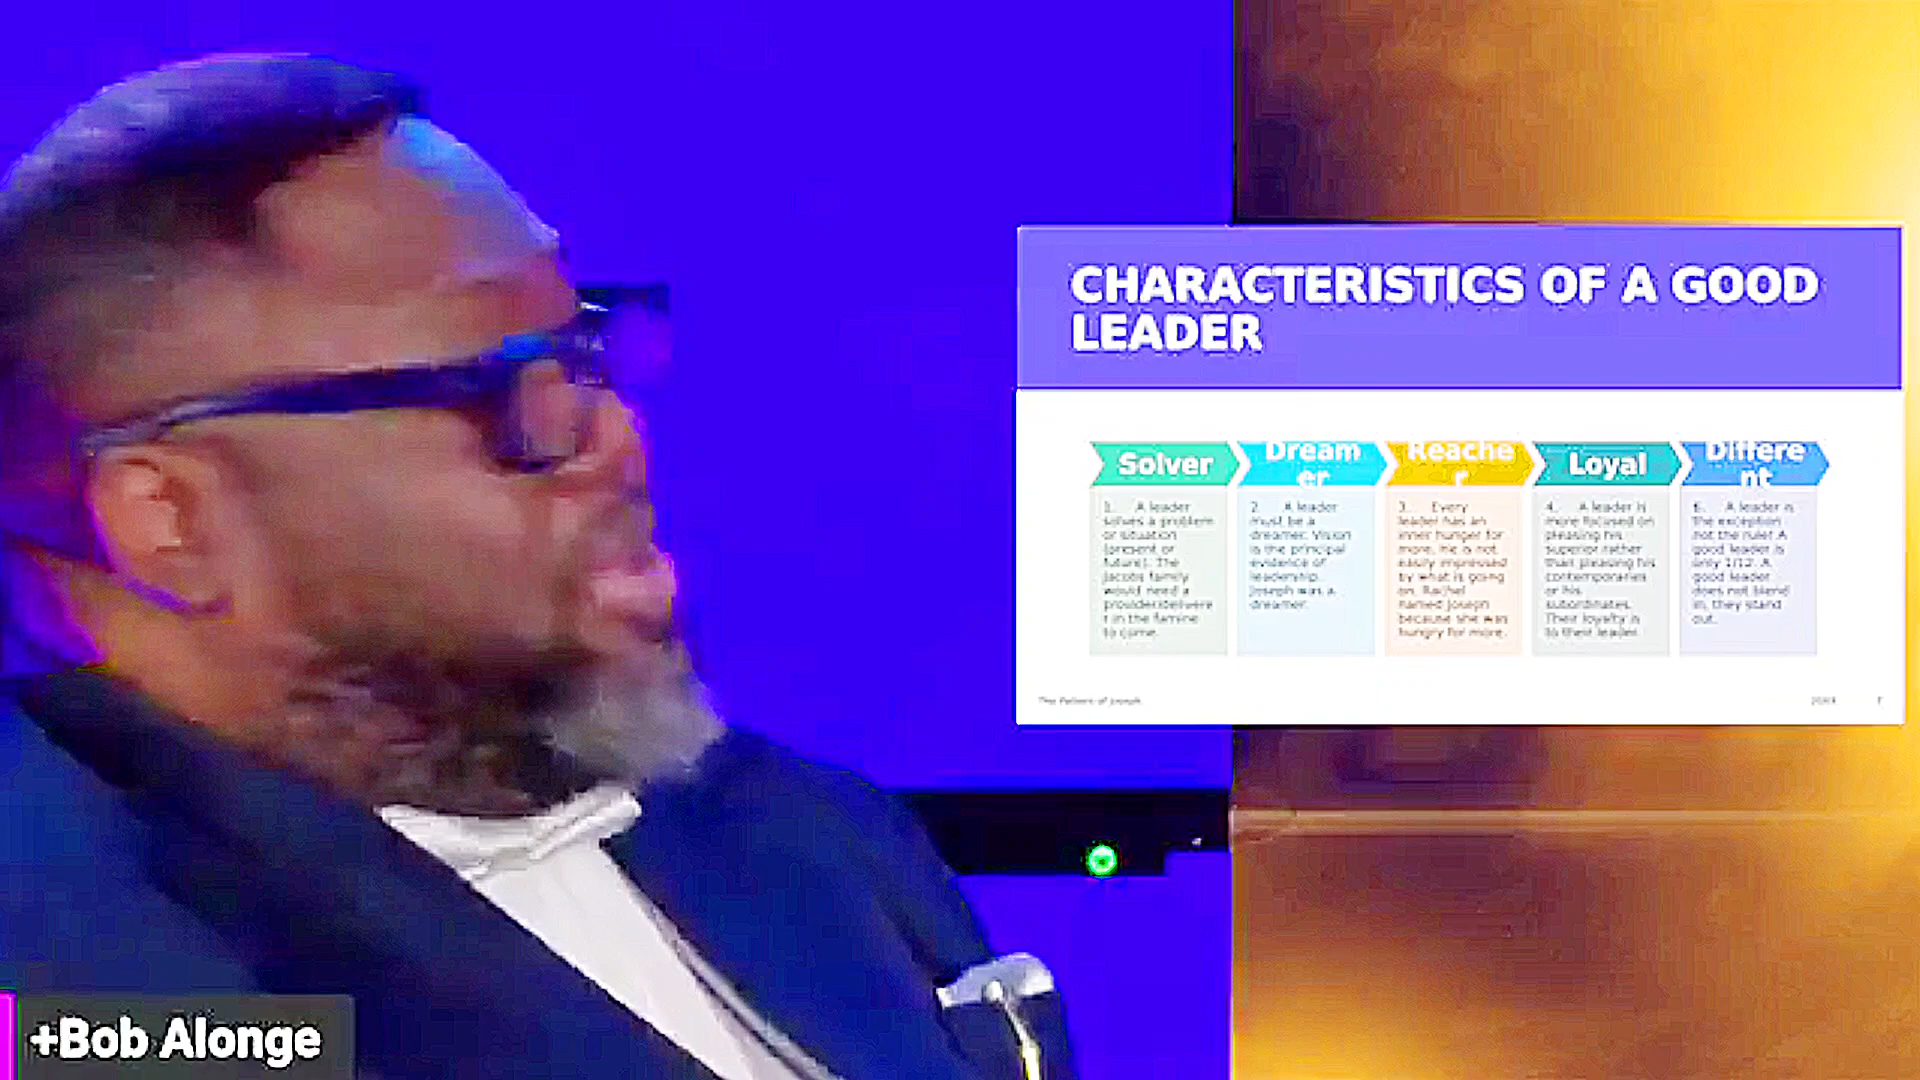 CHARACTERISTICS OF A GOOD
LEADER
Solver
Dream
er
Reache
r
Loyal
Differe
nt
1. A leader
solves a problem
or situation
(present or
future). The
Jacobs family
would need a
provider/delivere
r in the famine
to come.
2. A leader
must be a
dreamer. Vision
is the principal
evidence of
leadership.
Joseph was a
dreamer.
3. Every
leader has an
inner hunger for
more. He is not
easily impressed
by what is going
on. Rachel
named Joseph
because she was
hungry for more.
4. A leader is
more focused on
pleasing his
superior rather
than pleasing his
contemporaries
or his
subordinates.
Their loyalty is
to their leader.
A leader is
the exception
not the rule! A
good leader is
only 1/12. A
good leader
does not blend
in, they stand
out.
The Pattern of Joseph
7
+Bob Alonge